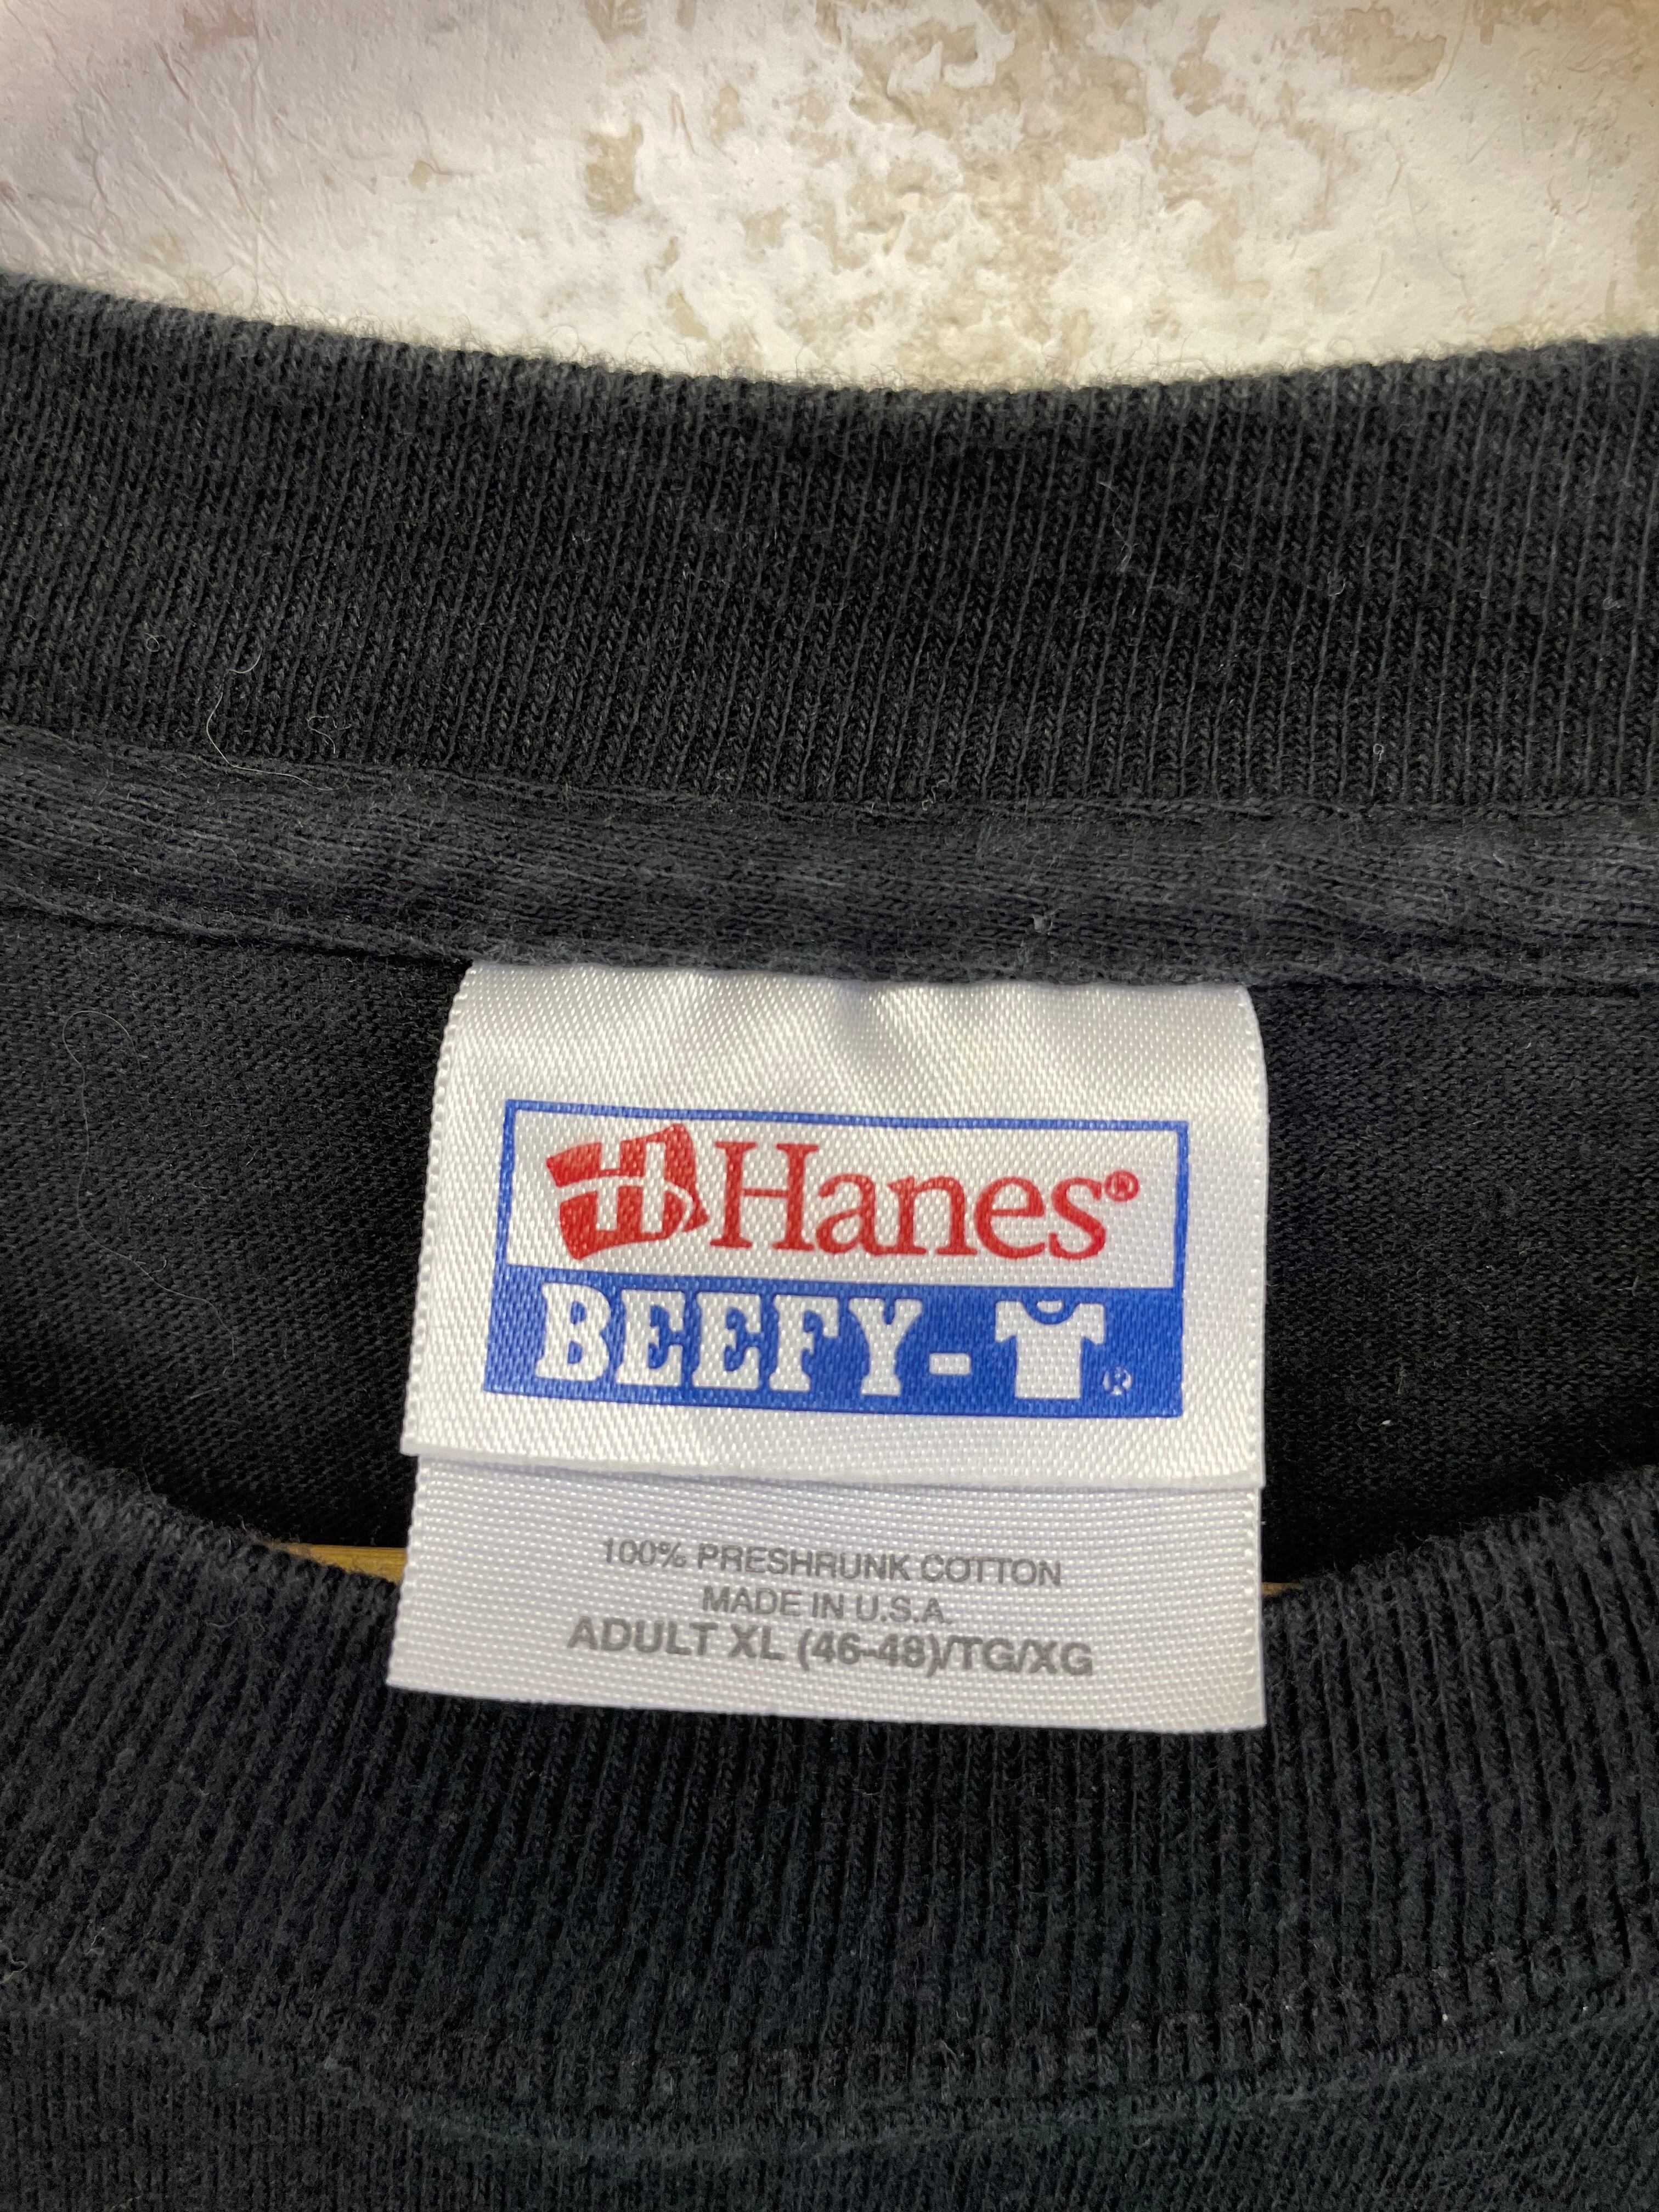 Hanes®
BEEFY-T®
100% PRESHRUNK COTTON
MADE IN U.S.A.
ADULT XL (46-48)/TG/XG